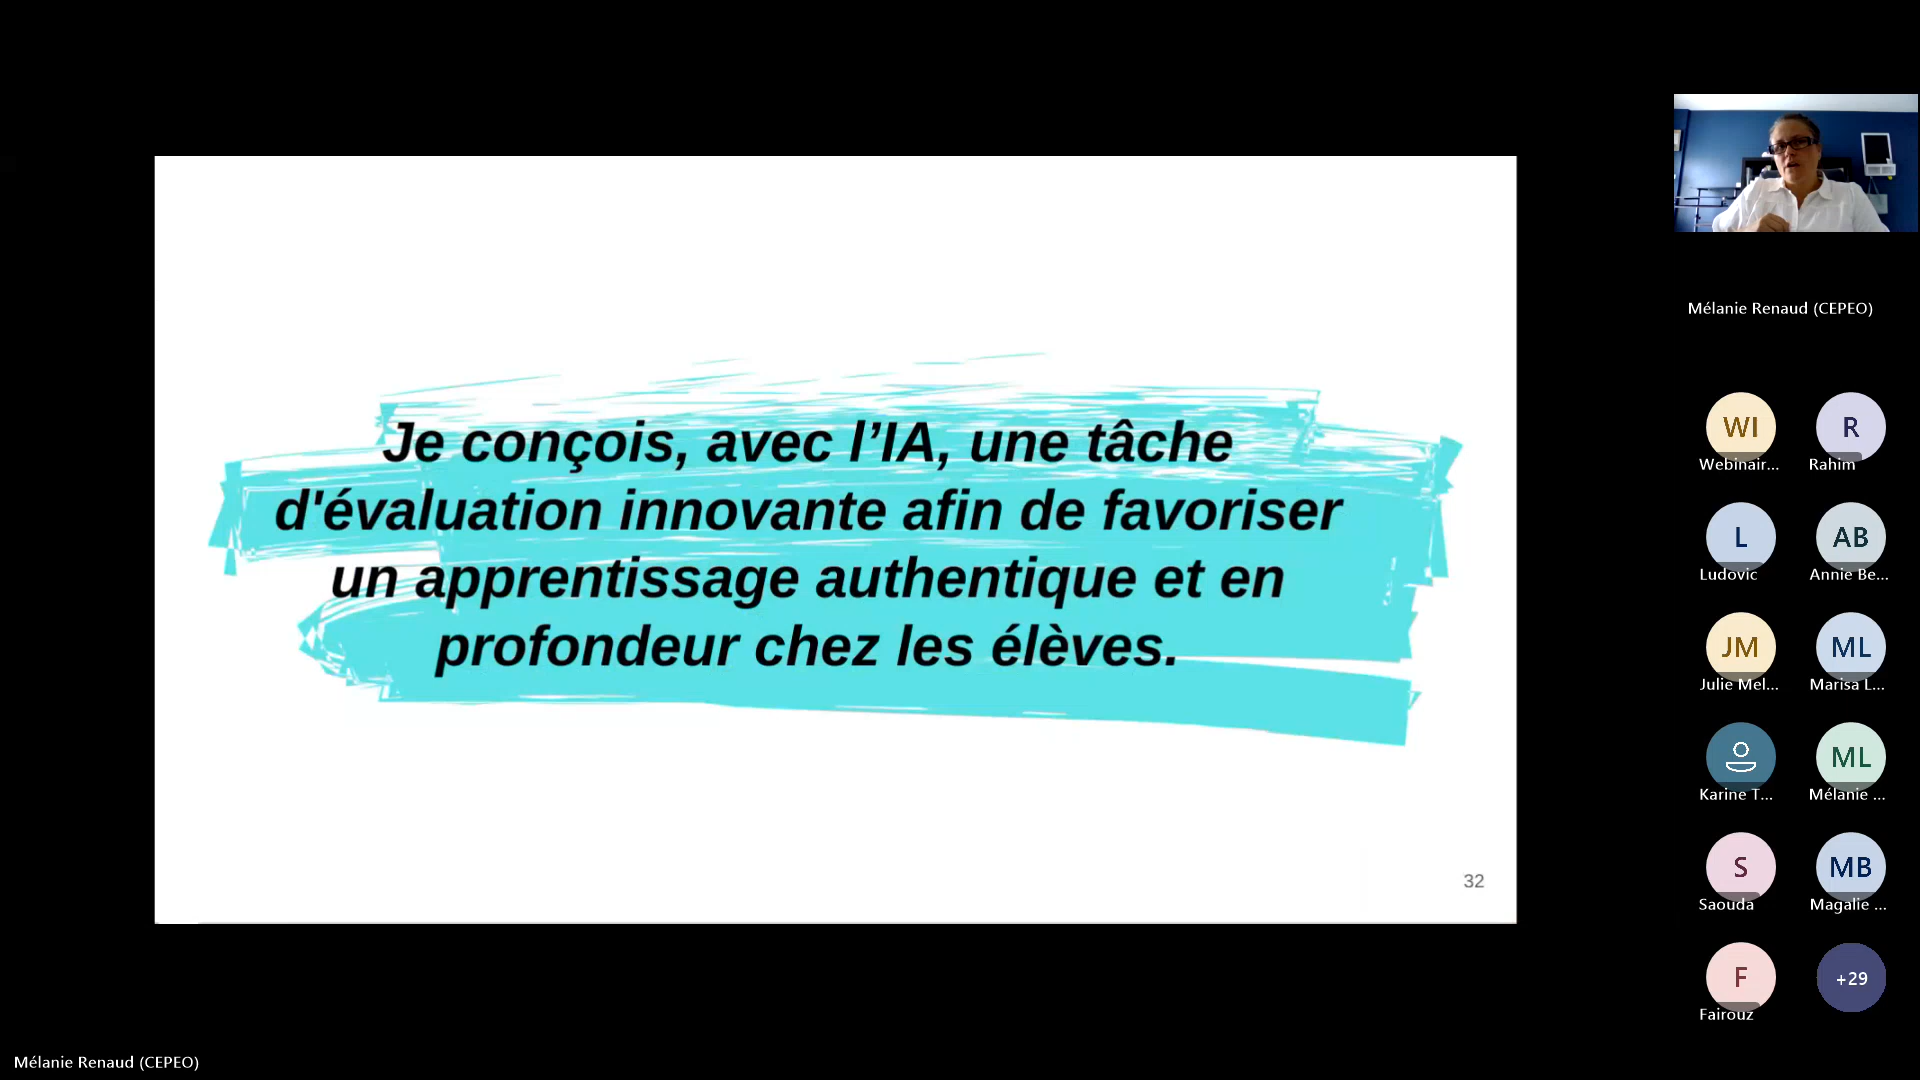 Je conçois, avec l’IA, une tâche
d'évaluation innovante afin de favoriser
un apprentissage authentique et en
profondeur chez les élèves.
32
Mélanie Renaud (CEPEO)
WI
R
Webinair...
Rahim
L
AB
Ludovic
Annie Be...
JM
ML
Julie Mel...
Marisa L...
ML
Karine T...
Mélanie ...
S
MB
Saouda
Magalie ...
F
+29
Fairouz
Mélanie Renaud (CEPEO)